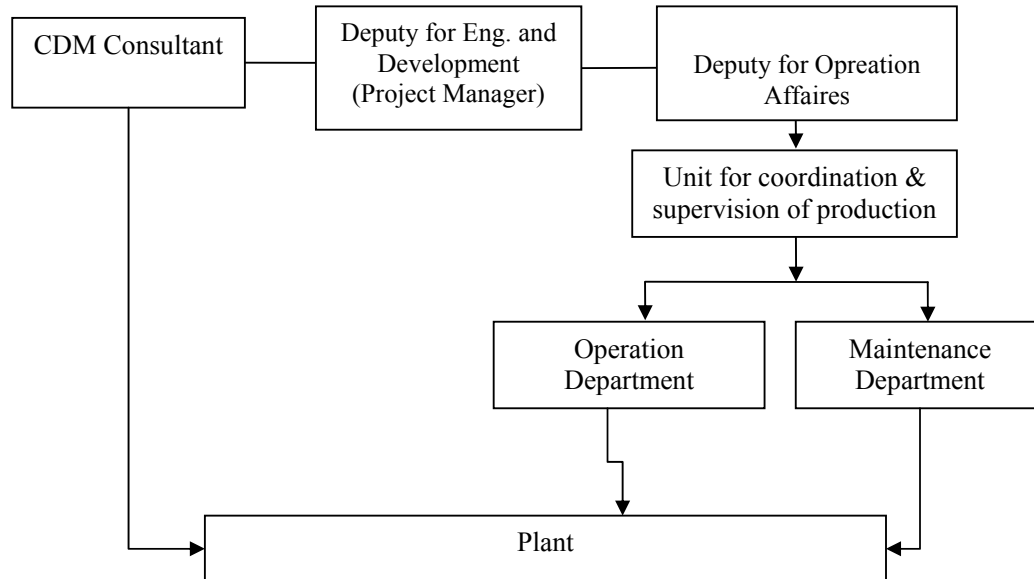 CDM Consultant
Deputy for Eng. and
Development
(Project Manager)
Deputy for Opreation
Affaires
Unit for coordination &
supervision of production
Operation
Department
Maintenance
Department
Plant